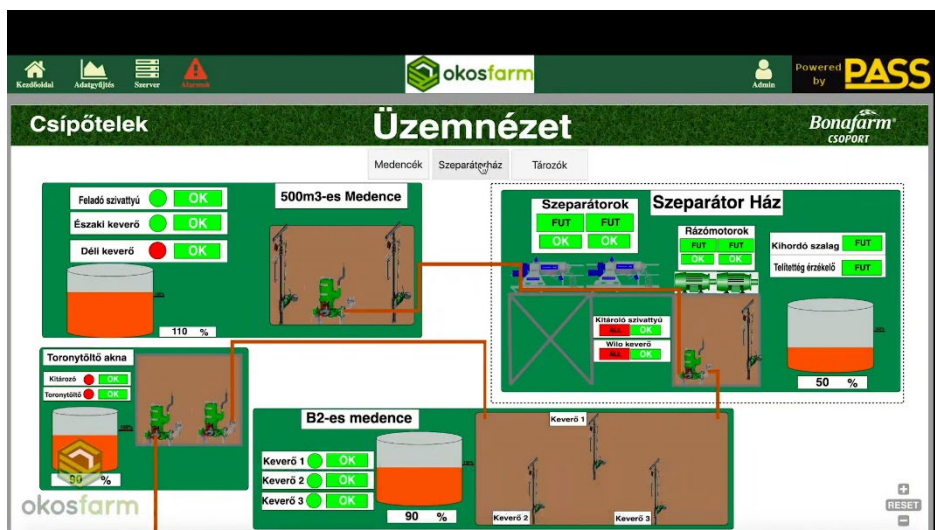 Kezdőoldal
Adatgyűjtés
Szerver
Alarmok
okosfarm
Admin
Powered by PASS
Csípőtelek
Üzemnézet
Bonafarm
CSOPORT
Medencék
Szeparátorház
Tározók
500m3-es Medence
Feladó szivattyú OK
Északi keverő OK
Déli keverő OK
110 %
Szeparátor Ház
Szeparátorok
FUT FUT
OK OK
Rázómotorok
FUT FUT
OK OK
Kihordó szalag FUT
Telítettég érzékelő FUT
Kitároló szivattyú
ÁLL OK
Wilo keverő
ÁLL OK
50 %
Toronytöltő akna
Kitározó OK
Toronytöltő OK
90 %
B2-es medence
Keverő 1 OK
Keverő 2 OK
Keverő 3 OK
90 %
Keverő 1
Keverő 2
Keverő 3
okosfarm
RESET